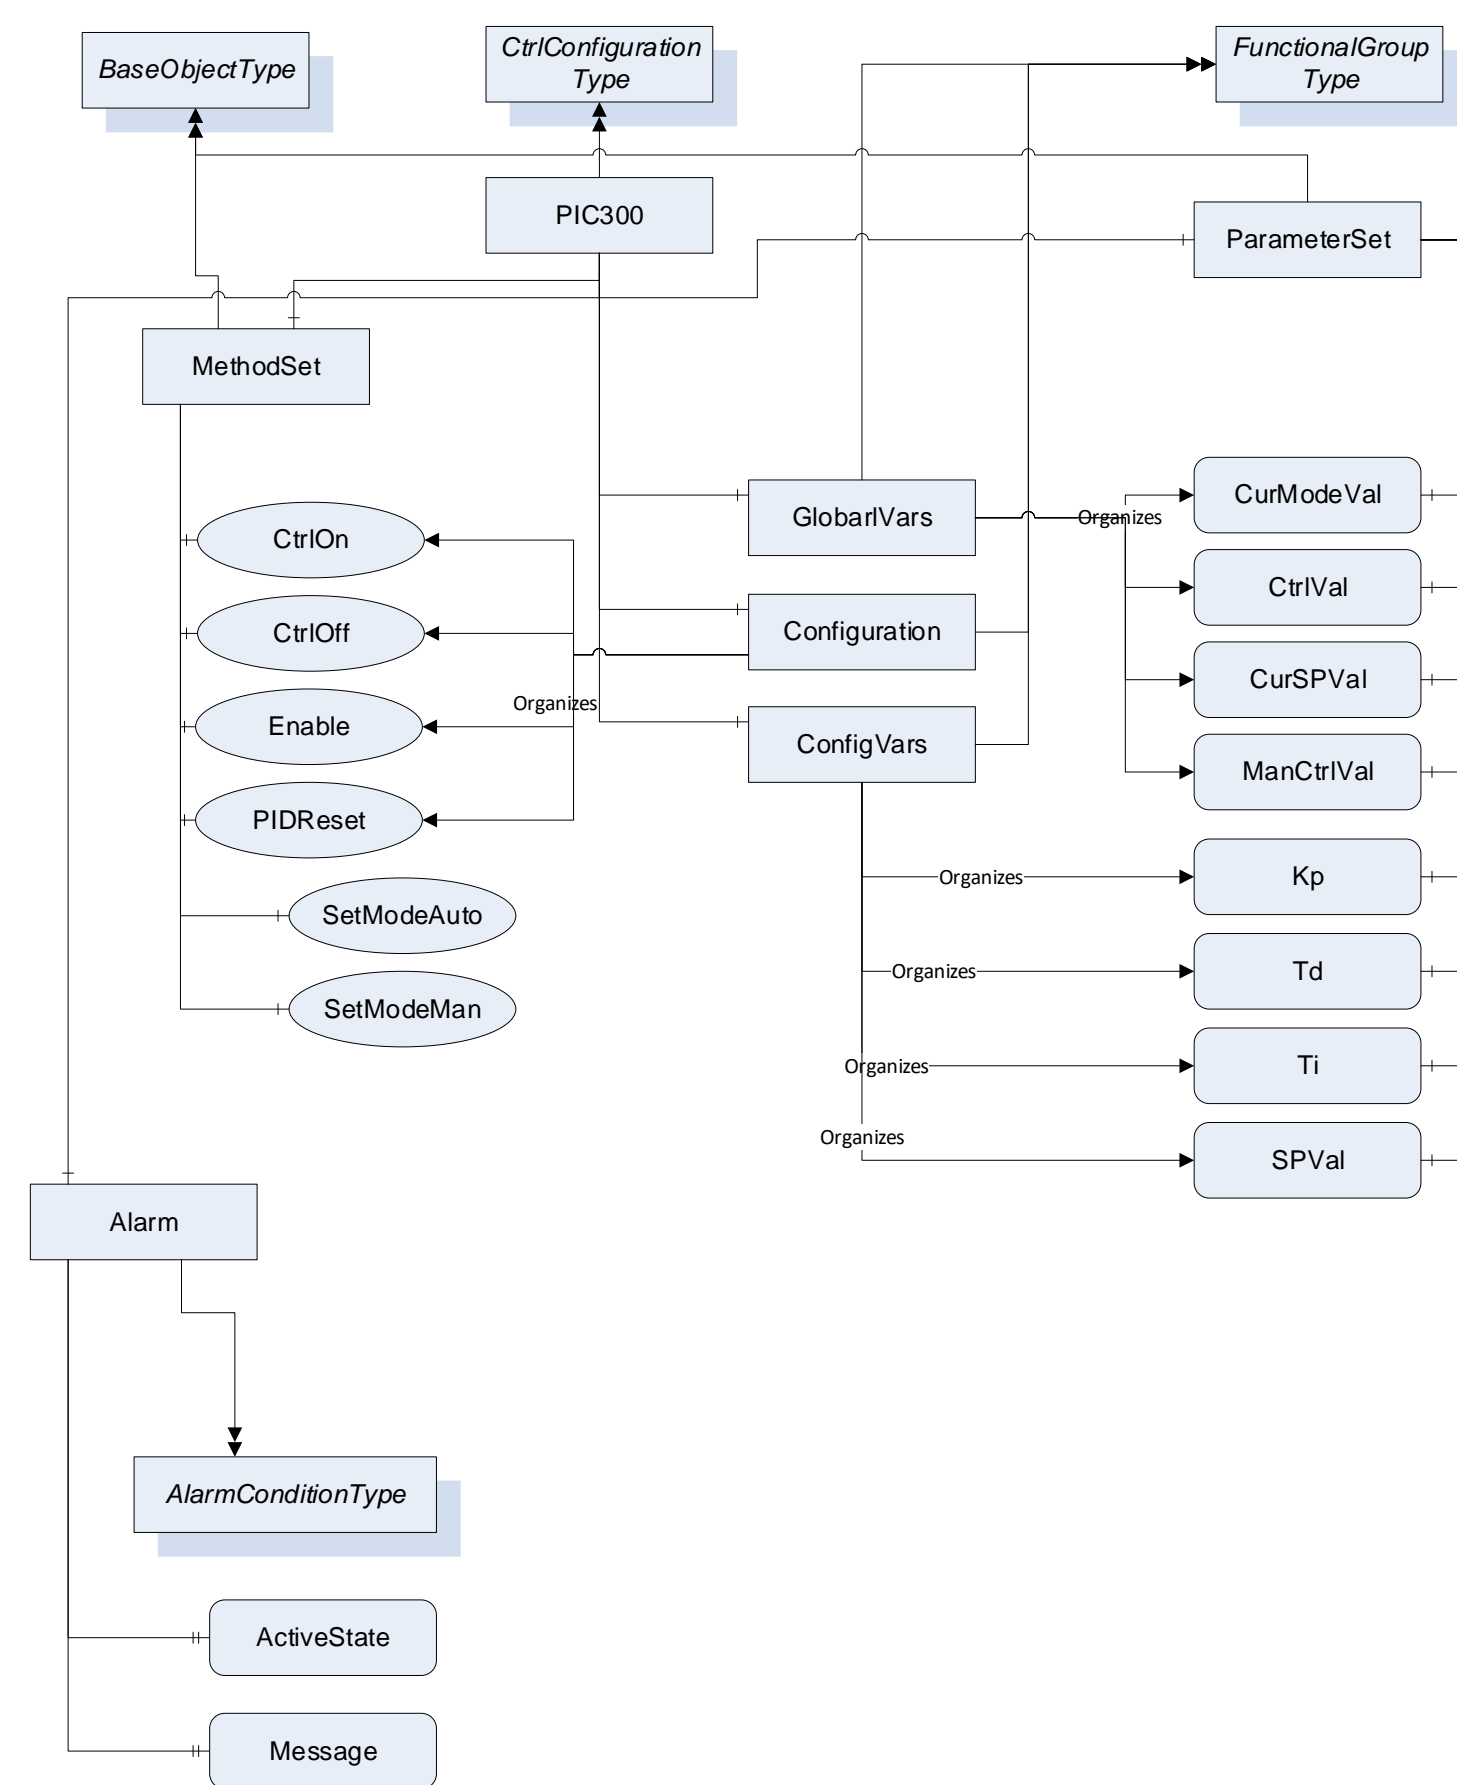 BaseObjectType
CtrlConfiguration
Type
FunctionalGroup
Type
PIC300
ParameterSet
MethodSet
CurModeVal
GlobarlVars
Organizes
CtrlOn
CtrlVal
CtrlOff
Configuration
CurSPVal
Organizes
Enable
ConfigVars
ManCtrlVal
PIDReset
Organizes
Kp
SetModeAuto
Organizes
Td
SetModeMan
Organizes
Ti
Organizes
SPVal
Alarm
AlarmConditionType
ActiveState
Message